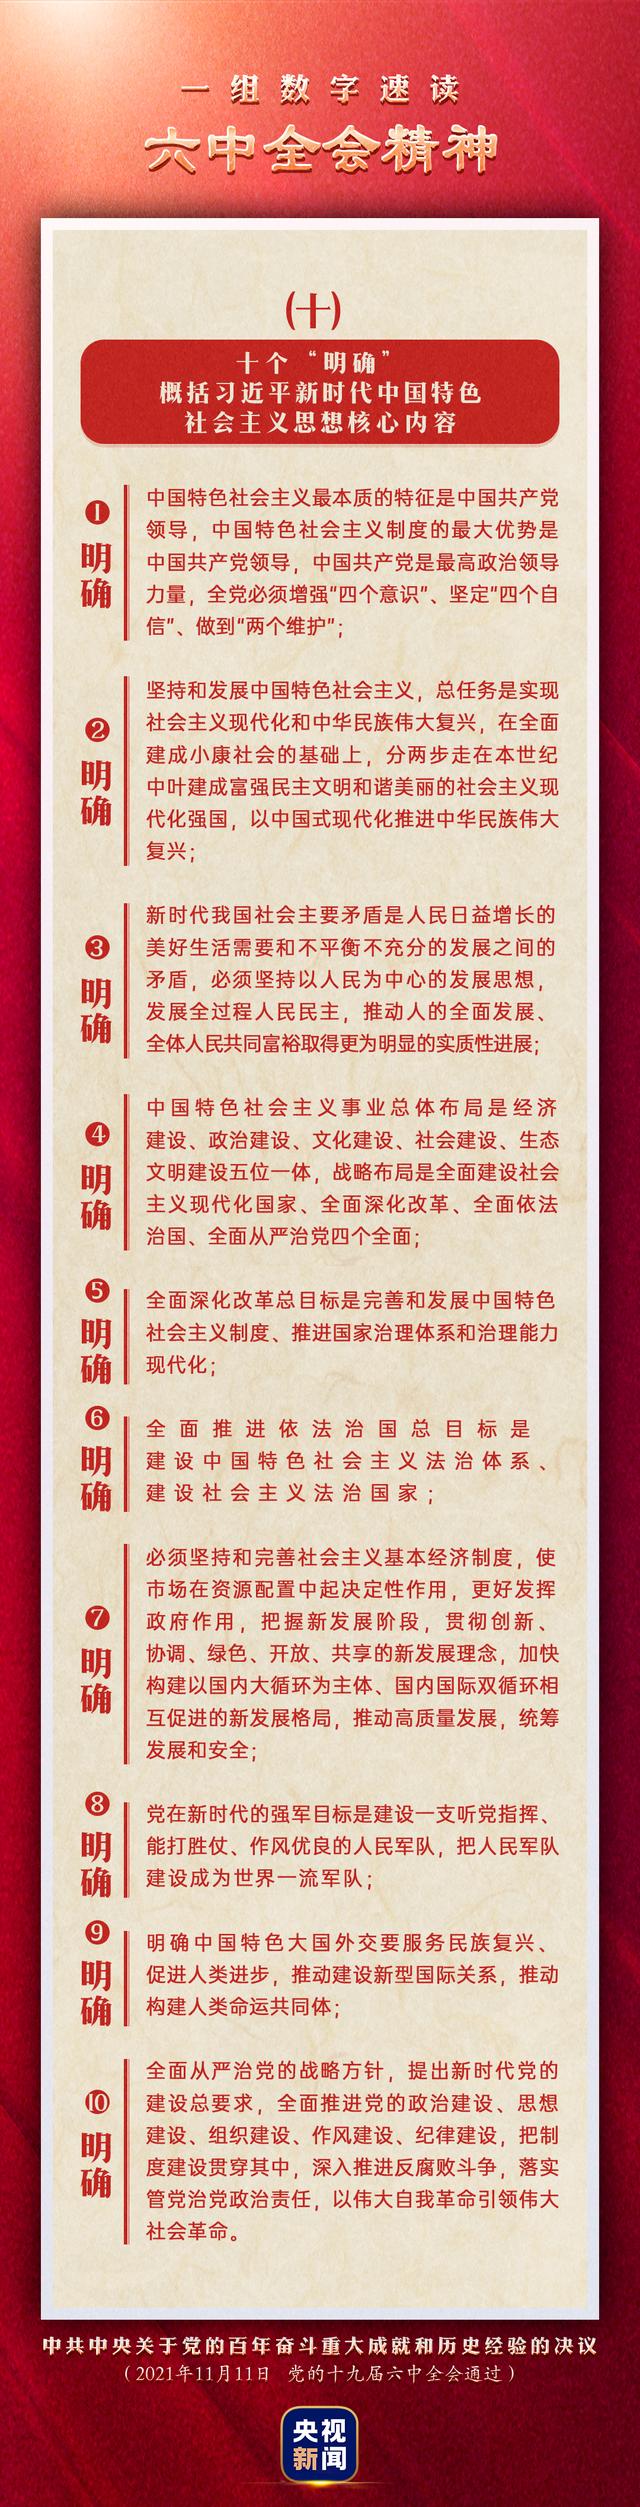 一组数字速读
六中全会精神
(十)
十个“明确”
概括习近平新时代中国特色
社会主义思想核心内容
❶
明
确
中国特色社会主义最本质的特征是中国共产党
领导，中国特色社会主义制度的最大优势是
中国共产党领导，中国共产党是最高政治领导
力量，全党必须增强“四个意识”、坚定“四个自
信”、做到“两个维护”；
❷
明
确
坚持和发展中国特色社会主义，总任务是实现
社会主义现代化和中华民族伟大复兴，在全面
建成小康社会的基础上，分两步走在本世纪
中叶建成富强民主文明和谐美丽的社会主义现
代化强国，以中国式现代化推进中华民族伟大
复兴；
❸
明
确
新时代我国社会主要矛盾是人民日益增长的
美好生活需要和不平衡不充分的发展之间的
矛盾，必须坚持以人民为中心的发展思想，
发展全过程人民民主，推动人的全面发展、
全体人民共同富裕取得更为明显的实质性进展；
❹
明
确
中国特色社会主义事业总体布局是经济
建设、政治建设、文化建设、社会建设、生态
文明建设五位一体，战略布局是全面建设社会
主义现代化国家、全面深化改革、全面依法
治国、全面从严治党四个全面；
❺
明
确
全面深化改革总目标是完善和发展中国特色
社会主义制度、推进国家治理体系和治理能力
现代化；
❻
明
确
全面推进依法治国总目标是
建设中国特色社会主义法治体系、
建设社会主义法治国家；
❼
明
确
必须坚持和完善社会主义基本经济制度，使
市场在资源配置中起决定性作用，更好发挥
政府作用，把握新发展阶段，贯彻创新、
协调、绿色、开放、共享的新发展理念，加快
构建以国内大循环为主体、国内国际双循环相
互促进的新发展格局，推动高质量发展，统筹
发展和安全；
❽
明
确
党在新时代的强军目标是建设一支听党指挥、
能打胜仗、作风优良的人民军队，把人民军队
建设成为世界一流军队；
❾
明
确
明确中国特色大国外交要服务民族复兴、
促进人类进步，推动建设新型国际关系，推动
构建人类命运共同体；
❿
明
确
全面从严治党的战略方针，提出新时代党的
建设总要求，全面推进党的政治建设、思想
建设、组织建设、作风建设、纪律建设，把制
度建设贯穿其中，深入推进反腐败斗争，落实
管党治党政治责任，以伟大自我革命引领伟大
社会革命。
中共中央关于党的百年奋斗重大成就和历史经验的决议
（2021年11月11日 党的十九届六中全会通过）
央视
新闻